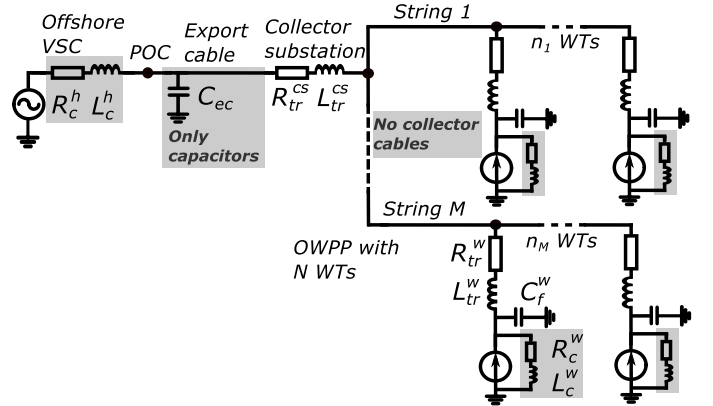 Offshore
VSC
POC
Export
cable
Collector
substation
String 1
n₁ WTs
R_c^h L_c^h
C_ec
R_tr^cs L_tr^cs
Only
capacitors
No collector
cables
String M
n_M WTs
OWPP with
N WTs
R_tr^w
L_tr^w
C_f^w
R_c^w
L_c^w